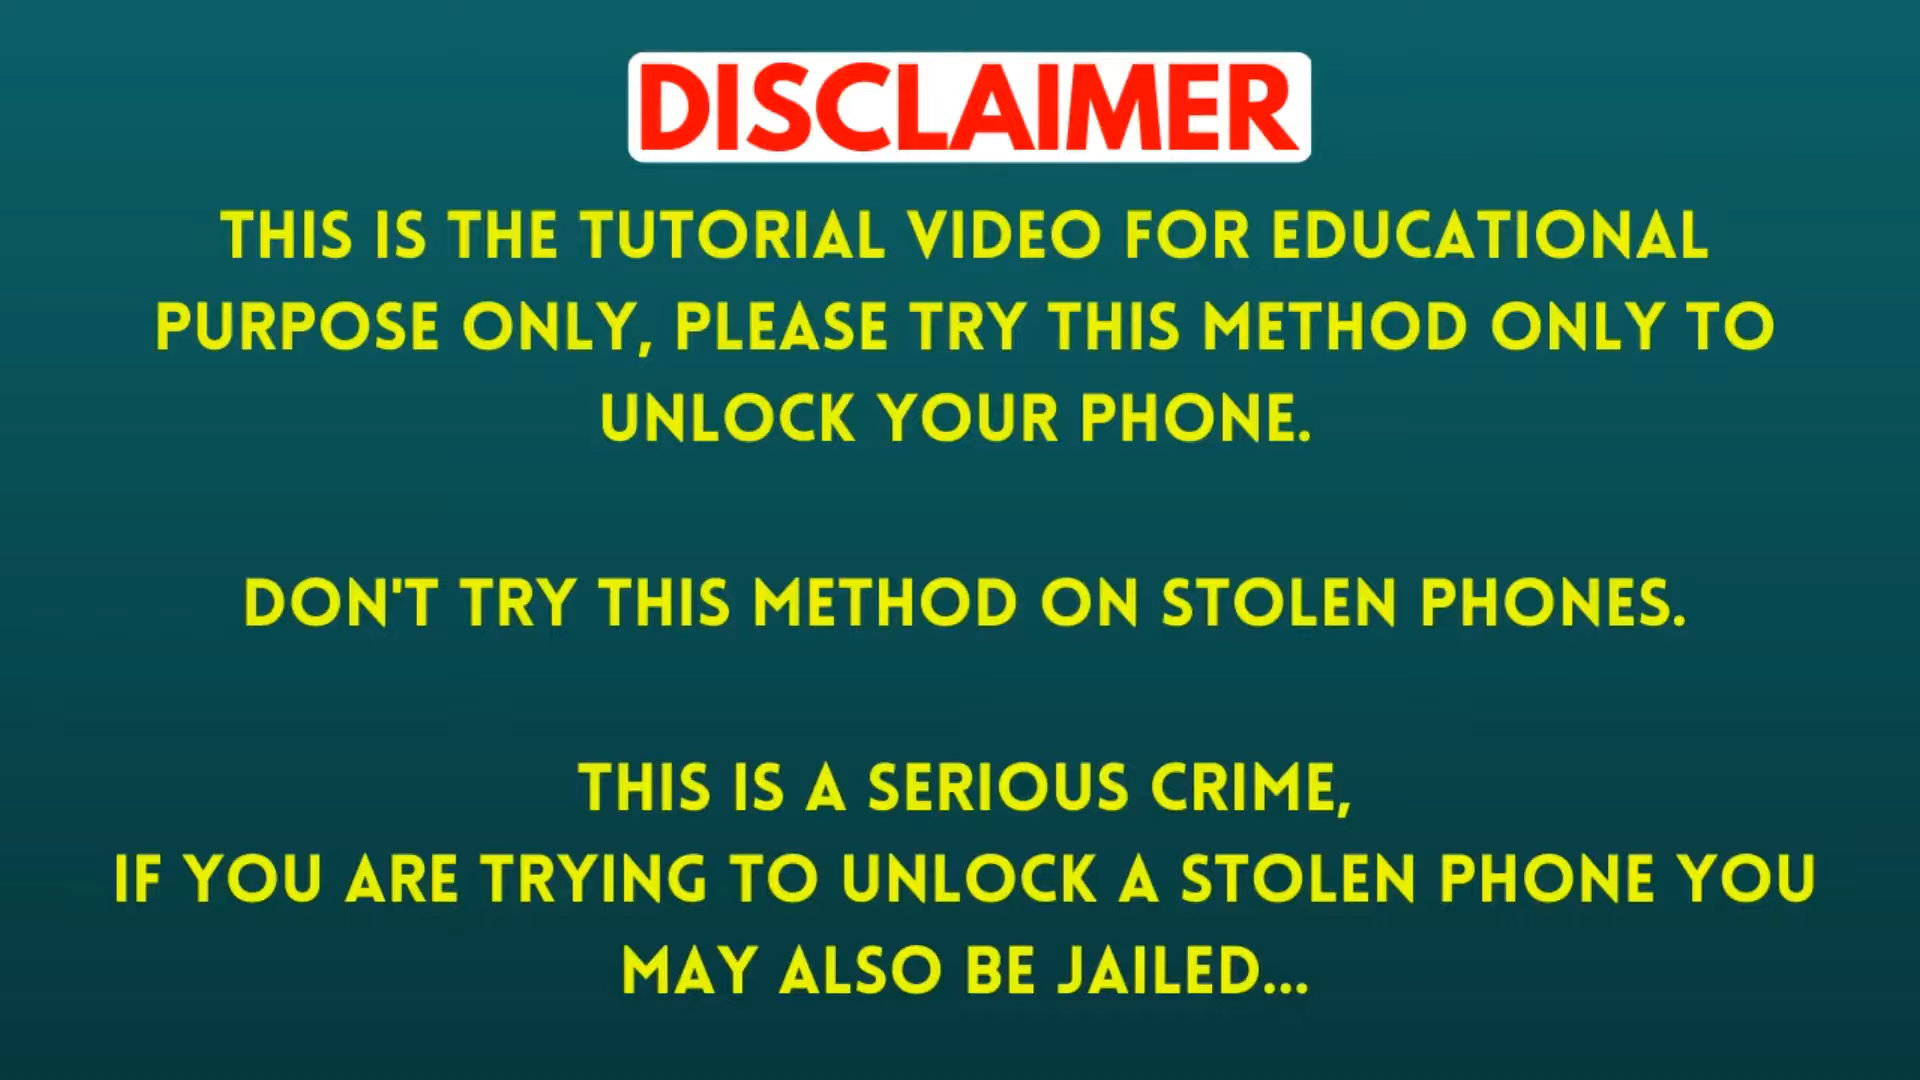 DISCLAIMER
THIS IS THE TUTORIAL VIDEO FOR EDUCATIONAL
PURPOSE ONLY, PLEASE TRY THIS METHOD ONLY TO
UNLOCK YOUR PHONE.
DON'T TRY THIS METHOD ON STOLEN PHONES.
THIS IS A SERIOUS CRIME,
IF YOU ARE TRYING TO UNLOCK A STOLEN PHONE YOU
MAY ALSO BE JAILED...